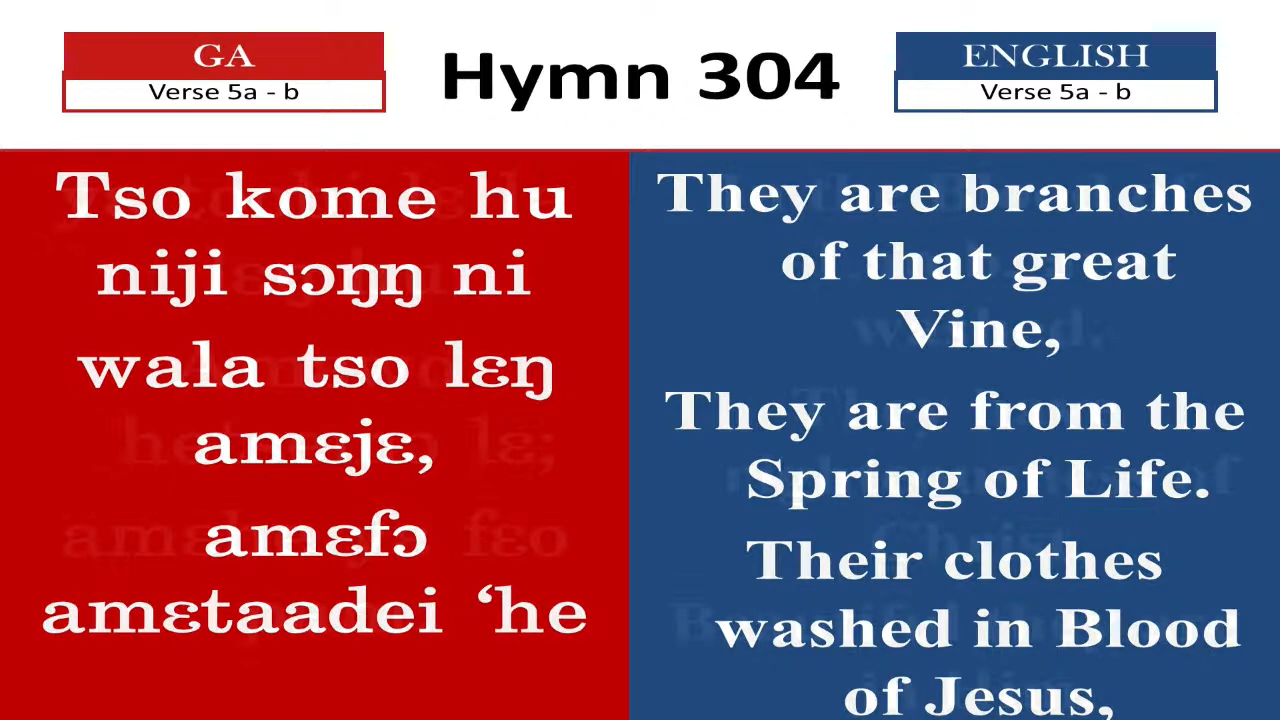 GA
Verse 5a - b
Hymn 304
ENGLISH
Verse 5a - b
Tso kome hu
niji sɔŋŋ ni
wala tso lɛŋ
amɛjɛ,
amɛfɔ
amɛtaadei ‘he
They are branches
of that great
Vine,
They are from the
Spring of Life.
Their clothes
washed in Blood
of Jesus,